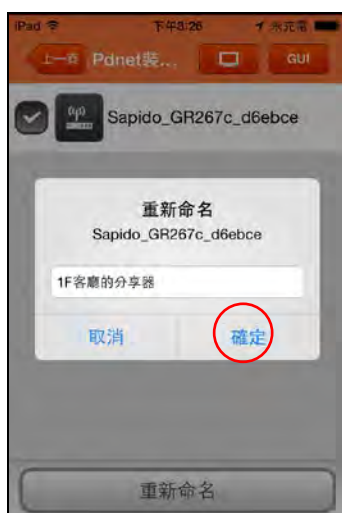 iPad 下午8:26 未充電
上一頁 Pdnet裝... GUI
Sapido_GR267c_d6ebce
重新命名
Sapido_GR267c_d6ebce
1F客廳的分享器
取消 確定
重新命名